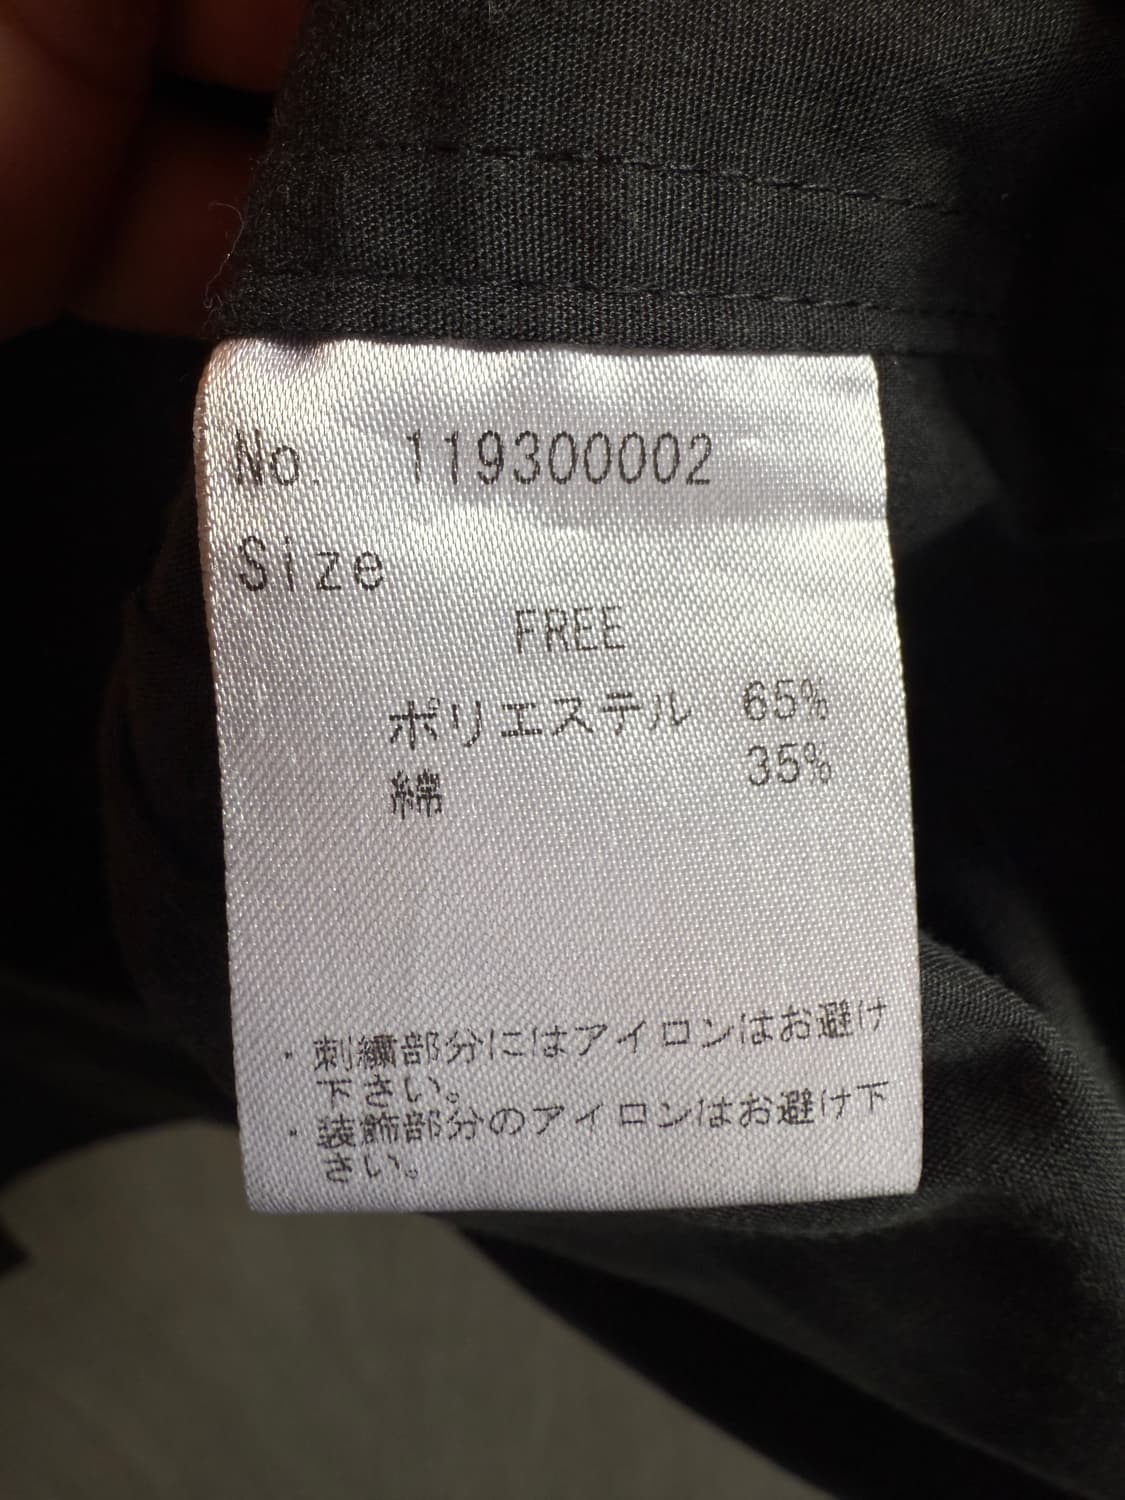 No. 119300002
Size
FREE
ポリエステル 65%
綿 35%
・刺繍部分にはアイロンはお避け
下さい。
・装飾部分のアイロンはお避け下
さい。